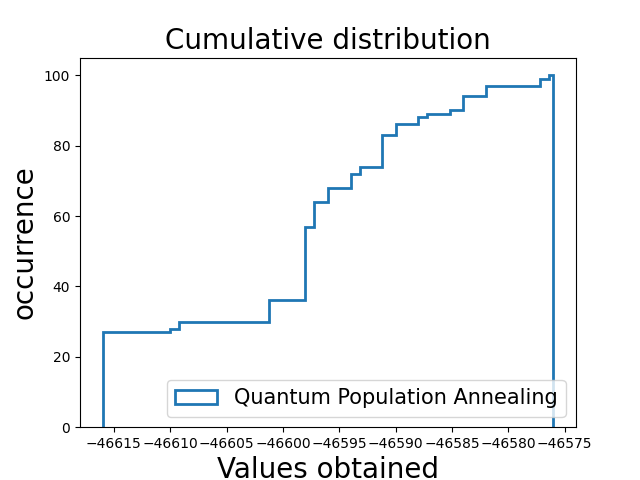 Cumulative distribution
100
80
60
40
20
0
occurrence
Quantum Population Annealing
−46615 −46610 −46605 −46600 −46595 −46590 −46585 −46580 −46575
Values obtained